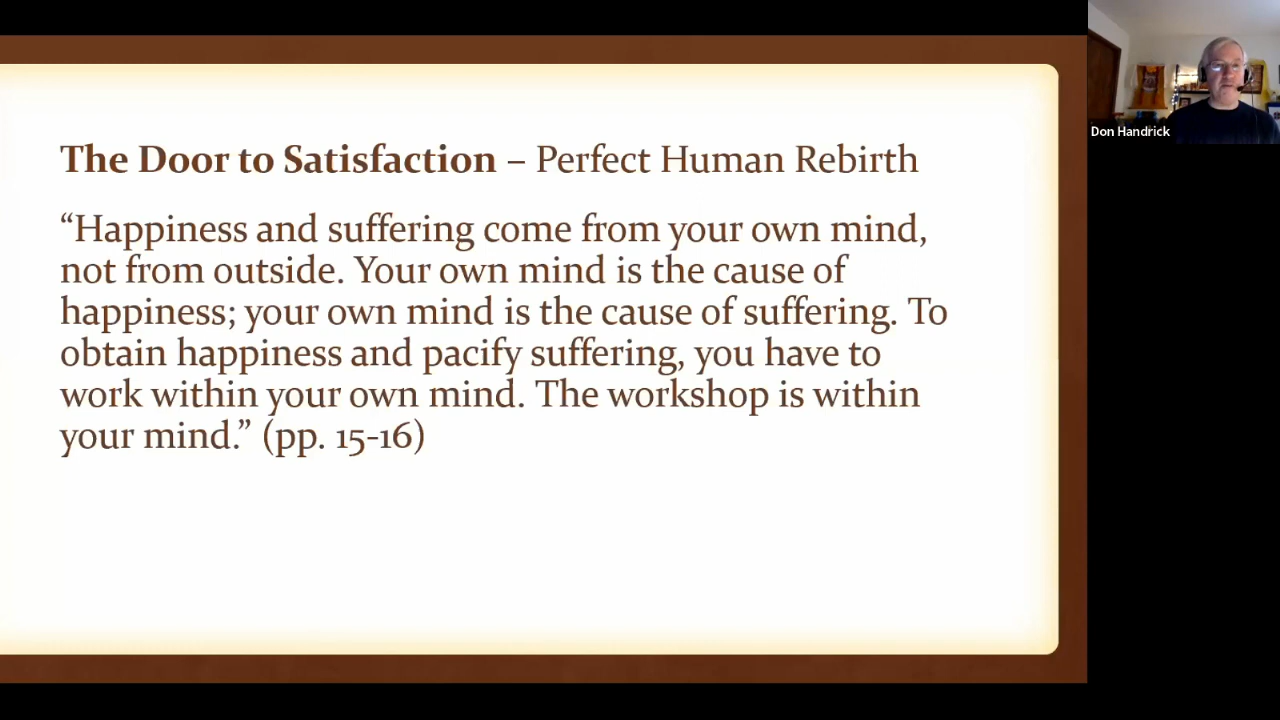 The Door to Satisfaction – Perfect Human Rebirth
“Happiness and suffering come from your own mind,
not from outside. Your own mind is the cause of
happiness; your own mind is the cause of suffering. To
obtain happiness and pacify suffering, you have to
work within your own mind. The workshop is within
your mind.” (pp. 15-16)
Don Handrick